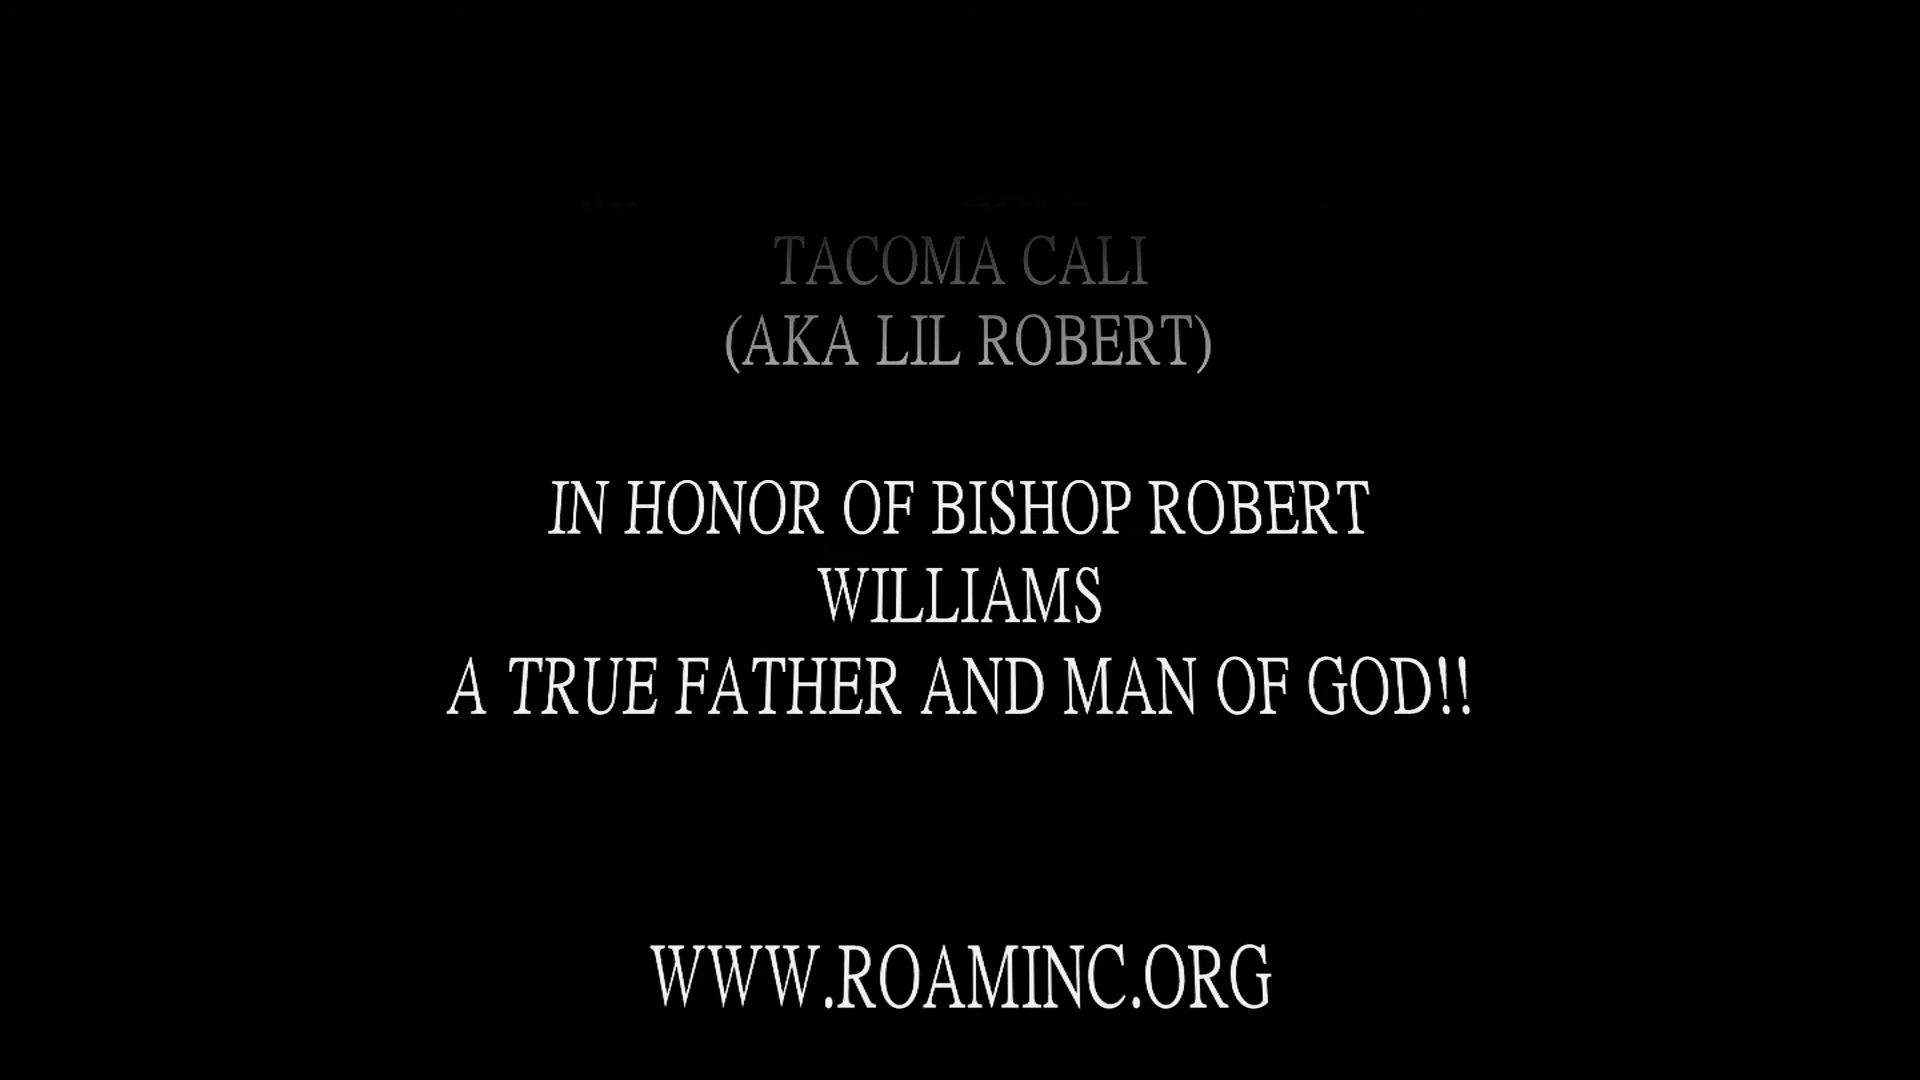 TACOMA CALI
(AKA LIL ROBERT)
IN HONOR OF BISHOP ROBERT
WILLIAMS
A TRUE FATHER AND MAN OF GOD!!
WWW.ROAMINC.ORG